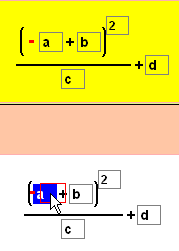 (- a + b)²
c
+ d
(- a + b)²
c
+ d